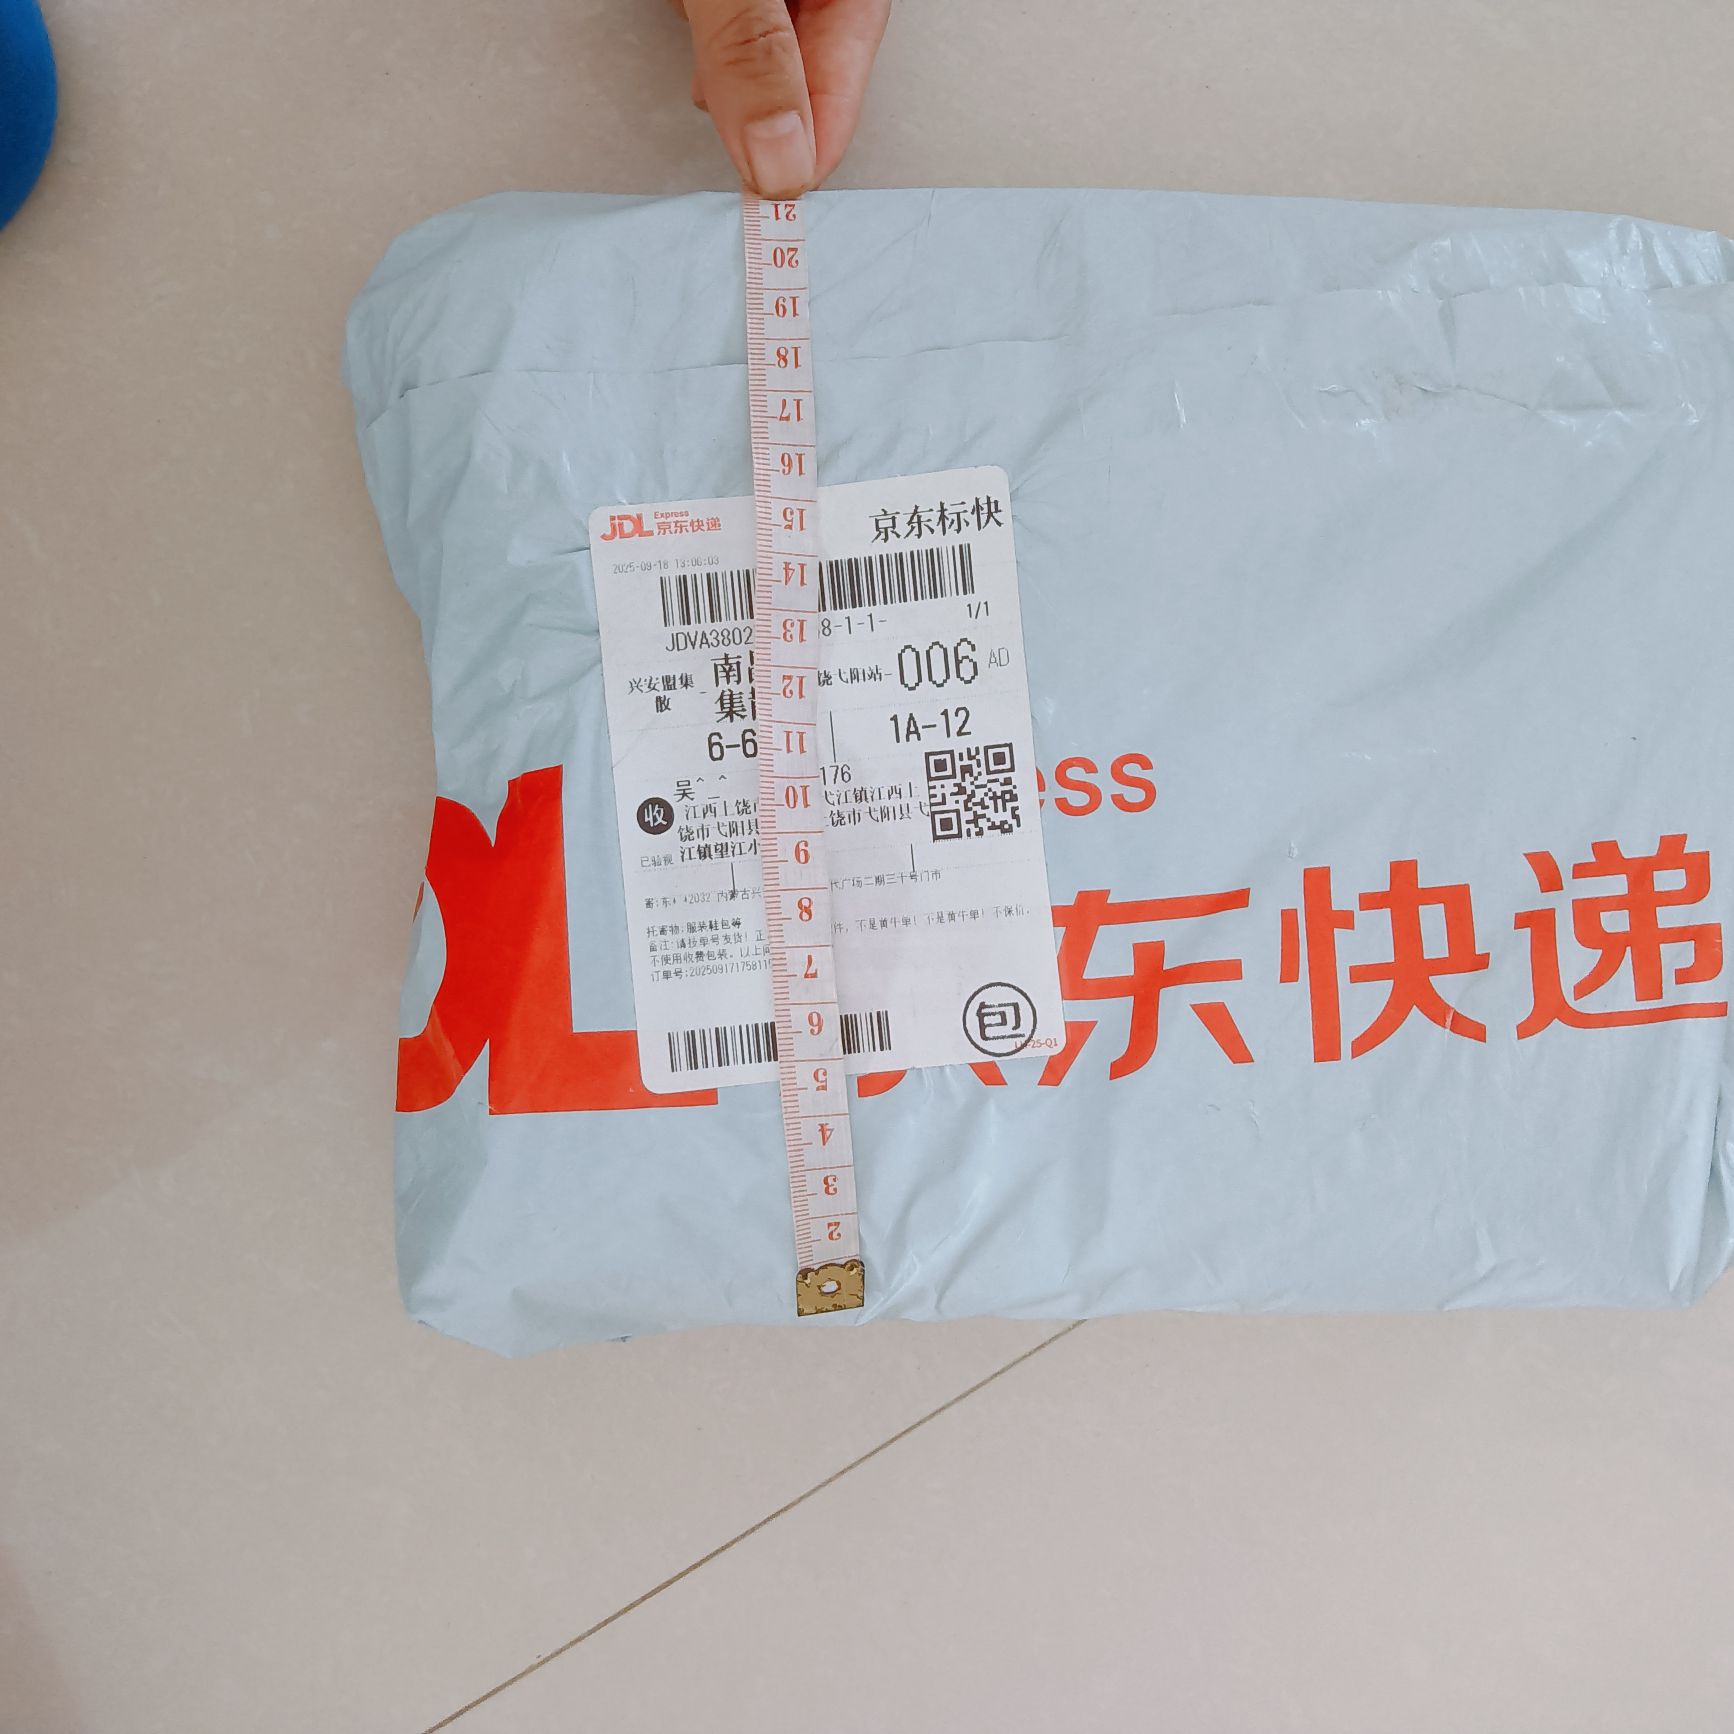 21
20
19
18
17
16
15
14
13
12
11
10
9
8
7
6
5
4
3
2
JDL Express 京东快递
京东标快
2025-09-18 13:06:03
JDVA3802
8-1-1-
1/1
兴安盟集散
南
集
饶弋阳站-
006
AD
6-6
1A-12
吴^_^
176
收
江西上饶
弋江镇江西上
饶市弋阳县
饶市弋阳县弋
江镇望江小
已验视
2032 内蒙古兴
代广场二期三十号门市
托寄物:服装鞋包等
备注:请按单号发货!正
件, 不是黄牛单! 不是黄牛单! 不保价,
不使用收费包装。以上间
订单号:202509171758
包
25-Q1
JDL
ess
京东快递